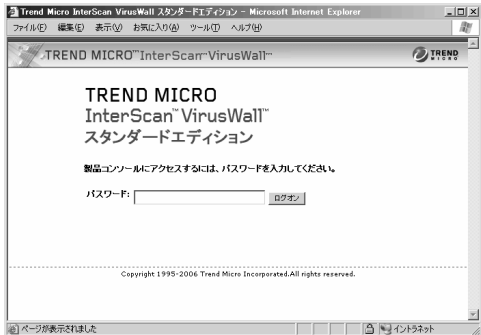 Trend Micro InterScan VirusWall スタンダードエディション - Microsoft Internet Explorer
ファイル(F) 編集(E) 表示(V) お気に入り(A) ツール(T) ヘルプ(H)
TREND MICRO™ InterScan™ VirusWall™
TREND MICRO
TREND MICRO
InterScan™ VirusWall™
スタンダードエディション
製品コンソールにアクセスするには、パスワードを入力してください。
パスワード:
ログオン
Copyright 1995-2006 Trend Micro Incorporated.All rights reserved.
ページが表示されました
イントラネット